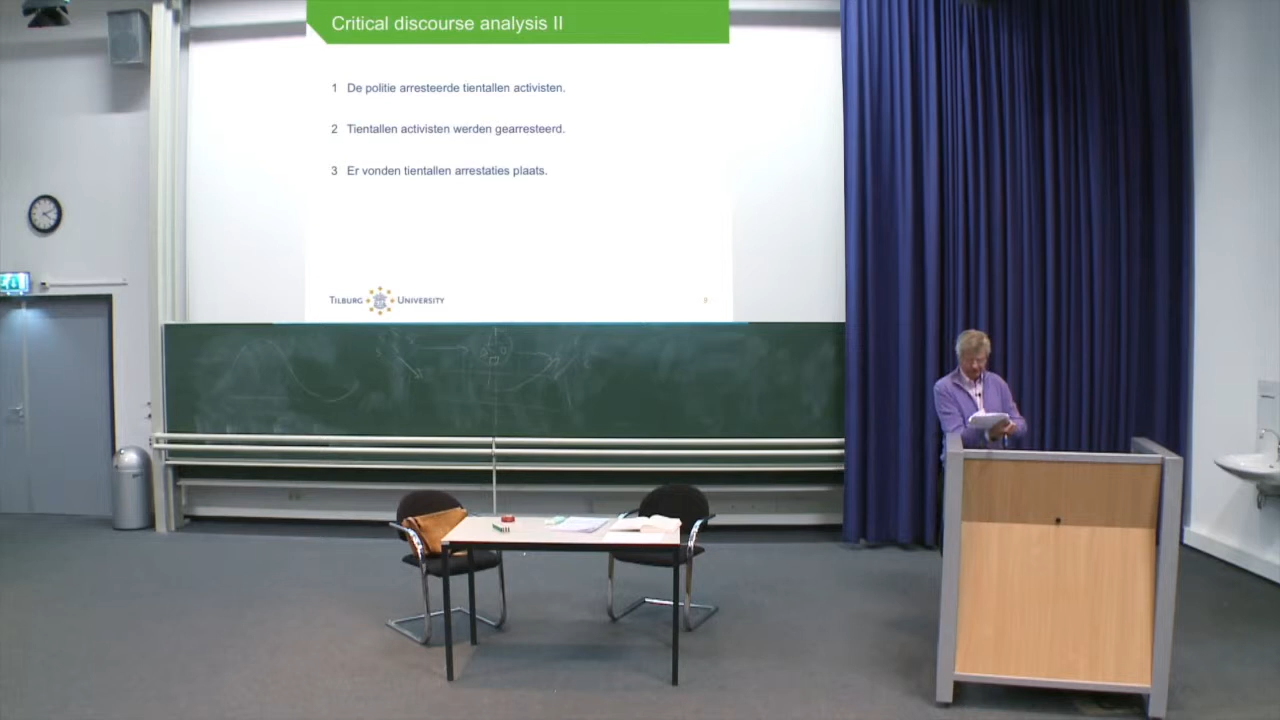 Critical discourse analysis II
1 De politie arresteerde tientallen activisten.
2 Tientallen activisten werden gearresteerd.
3 Er vonden tientallen arrestaties plaats.
TILBURG UNIVERSITY